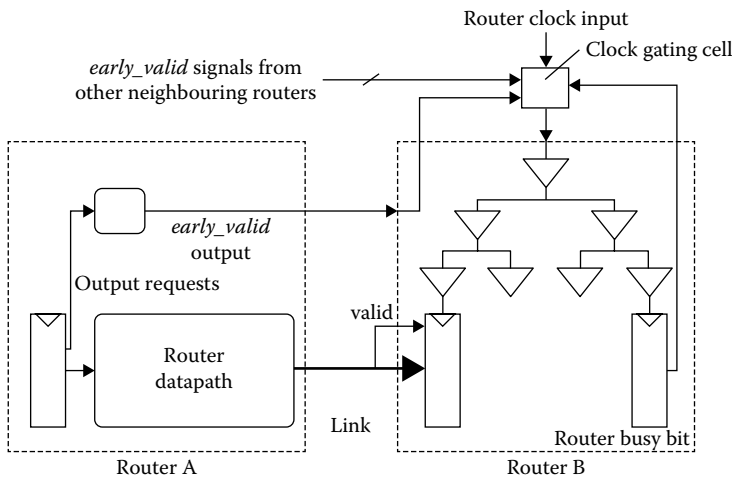 Router clock input
Clock gating cell
early_valid signals from
other neighbouring routers
early_valid
output
Output requests
valid
Router
datapath
Link
Router busy bit
Router A
Router B